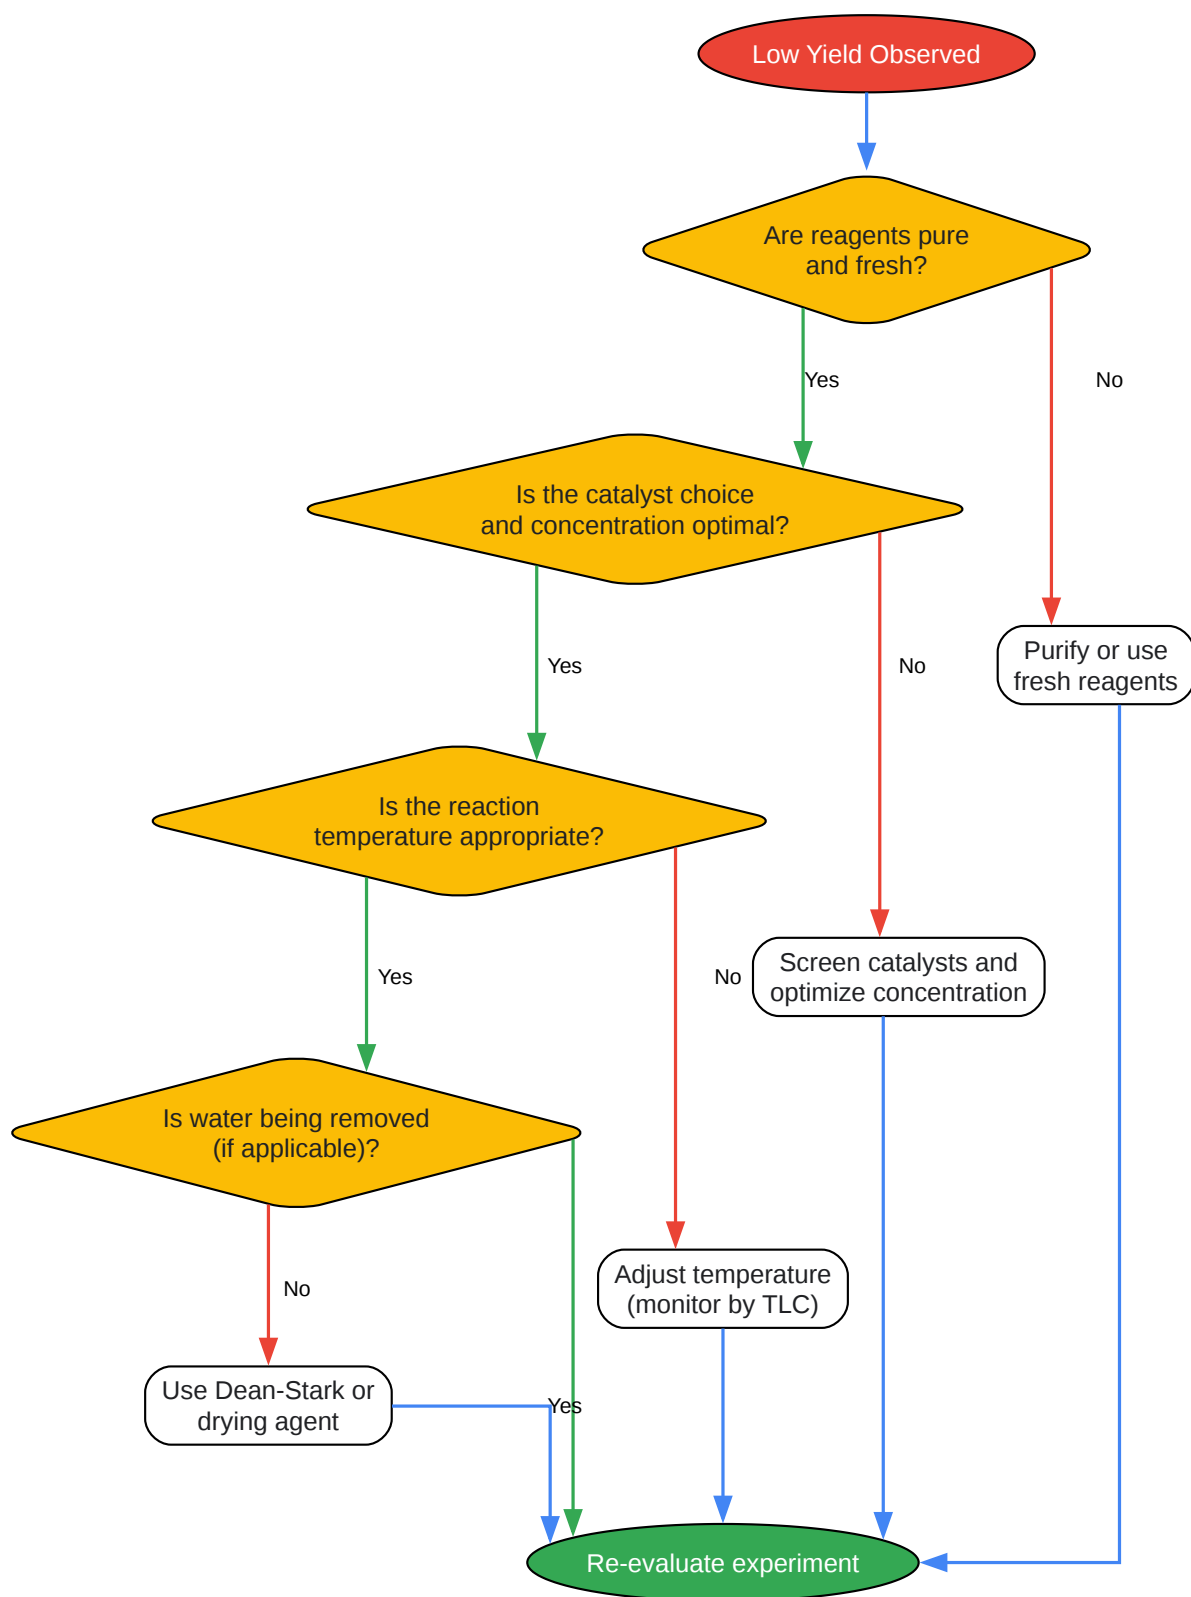 Low Yield Observed
Are reagents pure
and fresh?
Yes
No
Is the catalyst choice
and concentration optimal?
Yes
No
Purify or use
fresh reagents
Is the reaction
temperature appropriate?
Yes
No
Screen catalysts and
optimize concentration
Is water being removed
(if applicable)?
No
Adjust temperature
(monitor by TLC)
Use Dean-Stark or
drying agent
Yes
Re-evaluate experiment